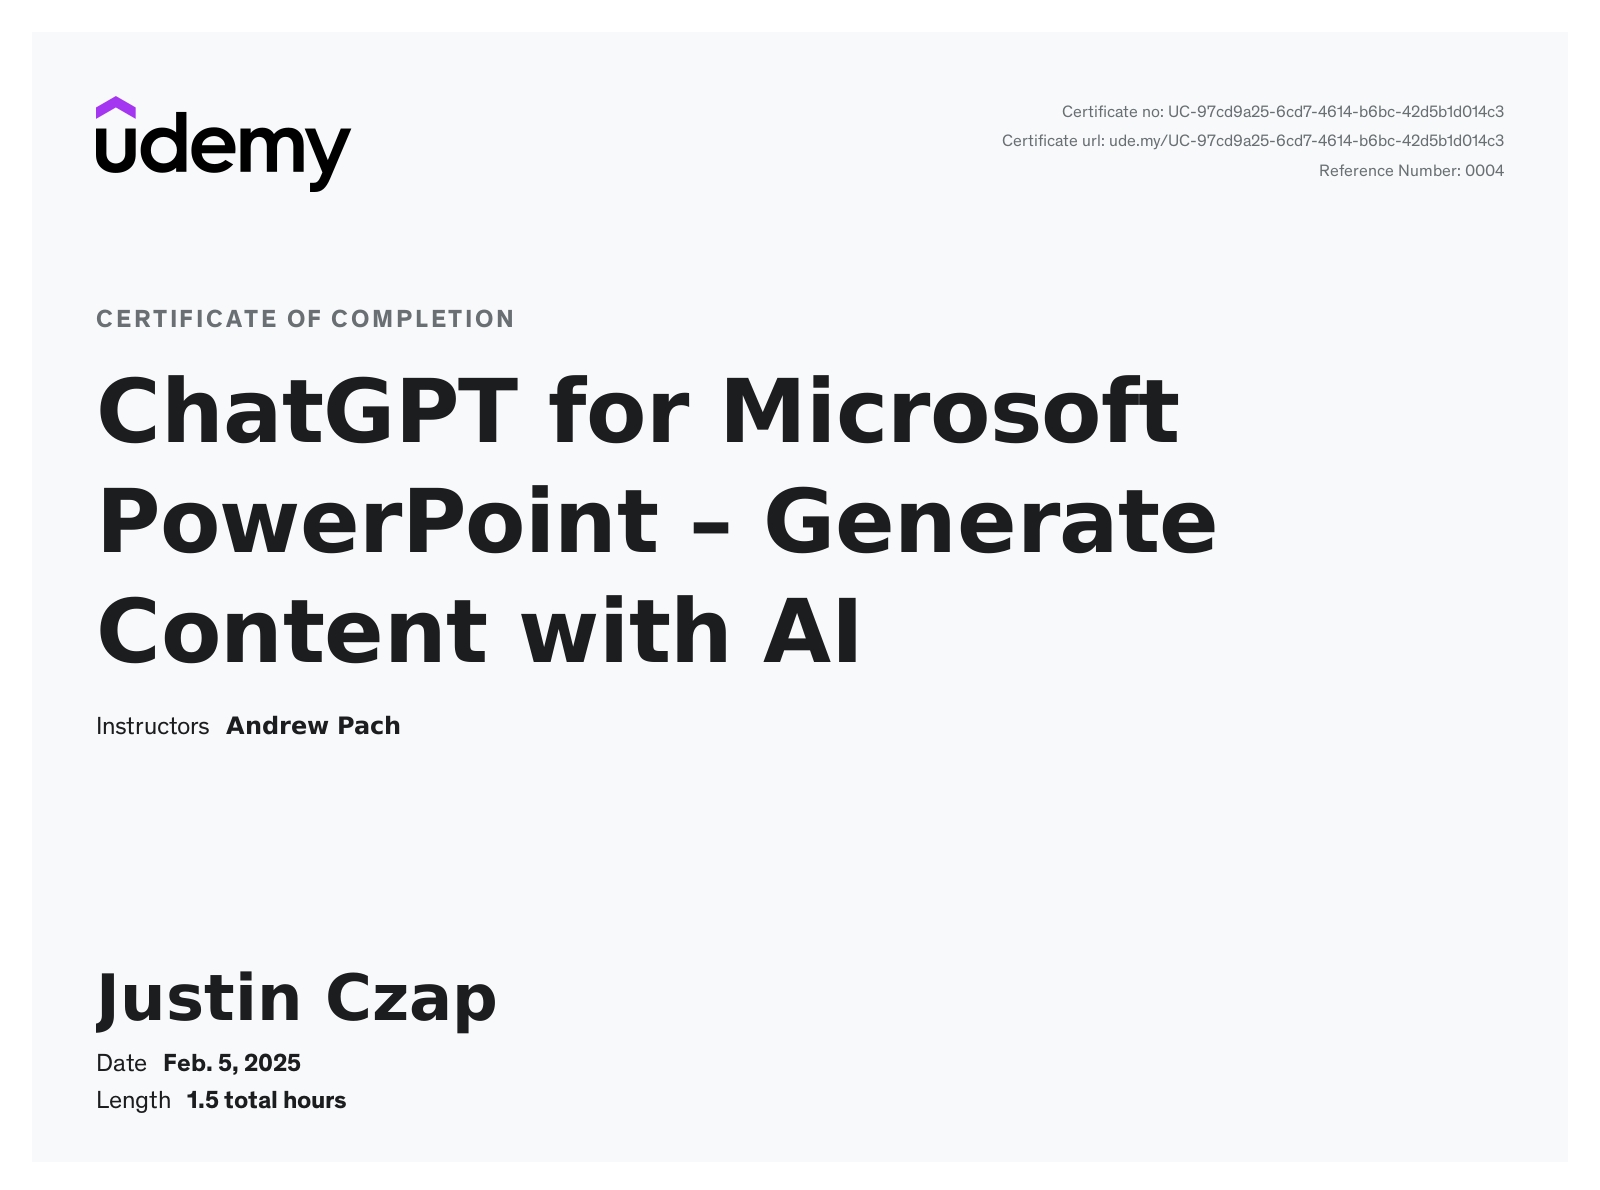 udemy
Certificate no: UC-97cd9a25-6cd7-4614-b6bc-42d5b1d014c3
Certificate url: ude.my/UC-97cd9a25-6cd7-4614-b6bc-42d5b1d014c3
Reference Number: 0004
CERTIFICATE OF COMPLETION
ChatGPT for Microsoft
PowerPoint – Generate
Content with AI
Instructors Andrew Pach
Justin Czap
Date Feb. 5, 2025
Length 1.5 total hours